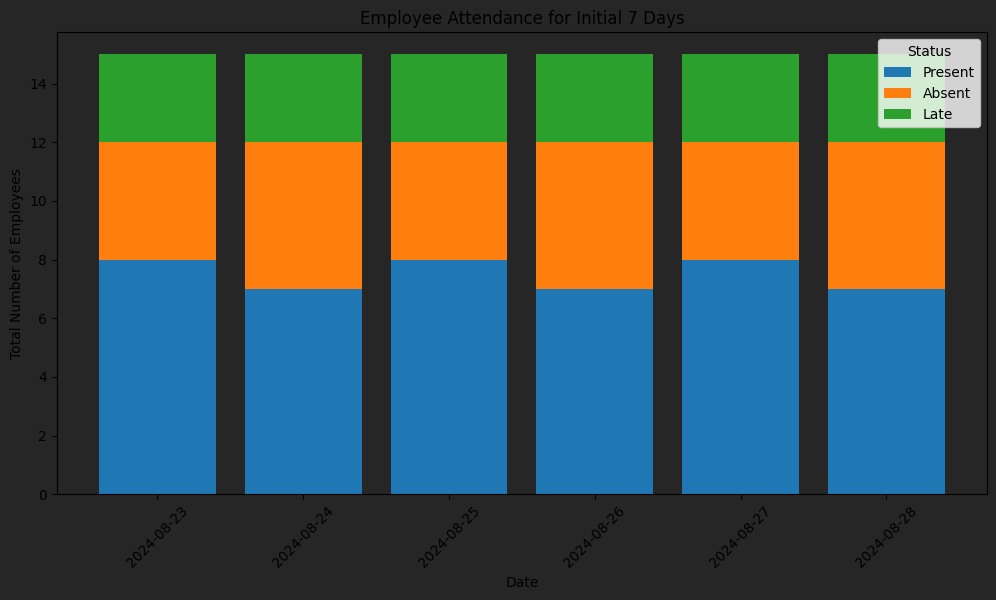 Employee Attendance for Initial 7 Days
Status
Present
Absent
Late
Total Number of Employees
14
12
10
8
6
4
2
0
2024-08-23
2024-08-24
2024-08-25
2024-08-26
2024-08-27
2024-08-28
Date